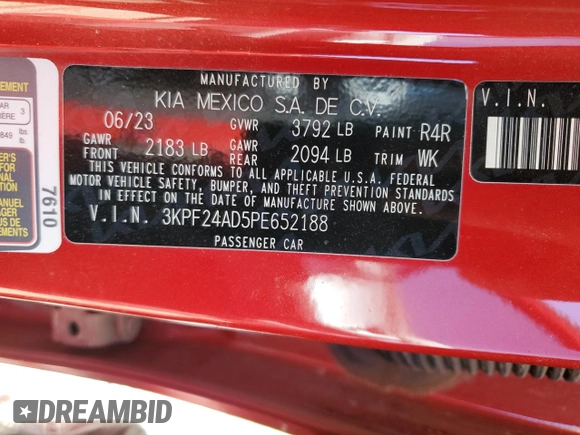 MANUFACTURED BY
KIA MEXICO S.A. DE C.V.
06/23 GVWR 3792 LB PAINT R4R
GAWR FRONT 2183 LB GAWR REAR 2094 LB TRIM WK
THIS VEHICLE CONFORMS TO ALL APPLICABLE U.S.A. FEDERAL
MOTOR VEHICLE SAFETY, BUMPER, AND THEFT PREVENTION STANDARDS
IN EFFECT ON THE DATE OF MANUFACTURE SHOWN ABOVE.
V.I.N. 3KPF24AD5PE652188
PASSENGER CAR
V.I.N.
7610
DREAMBID